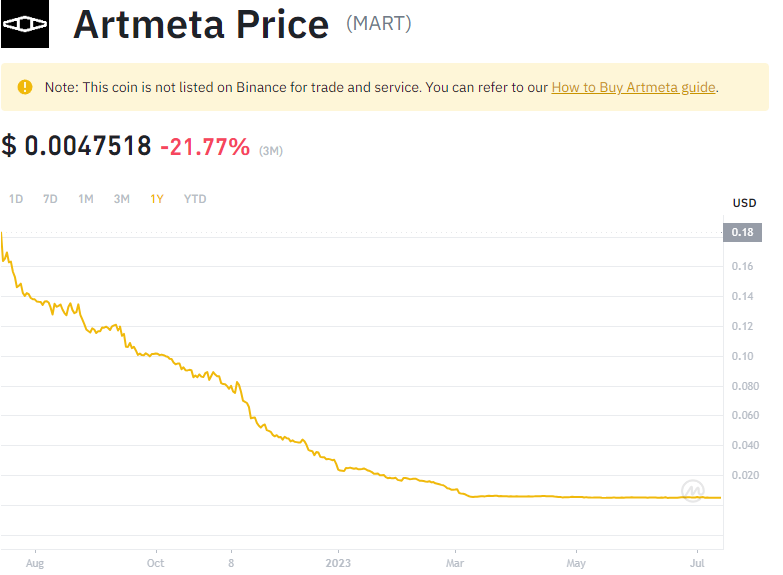 Artmeta Price (MART)
Note: This coin is not listed on Binance for trade and service. You can refer to our How to Buy Artmeta guide.
$ 0.0047518 -21.77% (3M)
1D 7D 1M 3M 1Y YTD
USD
0.18
0.16
0.14
0.12
0.10
0.080
0.060
0.040
0.020
Aug Oct 8 2023 Mar May Jul